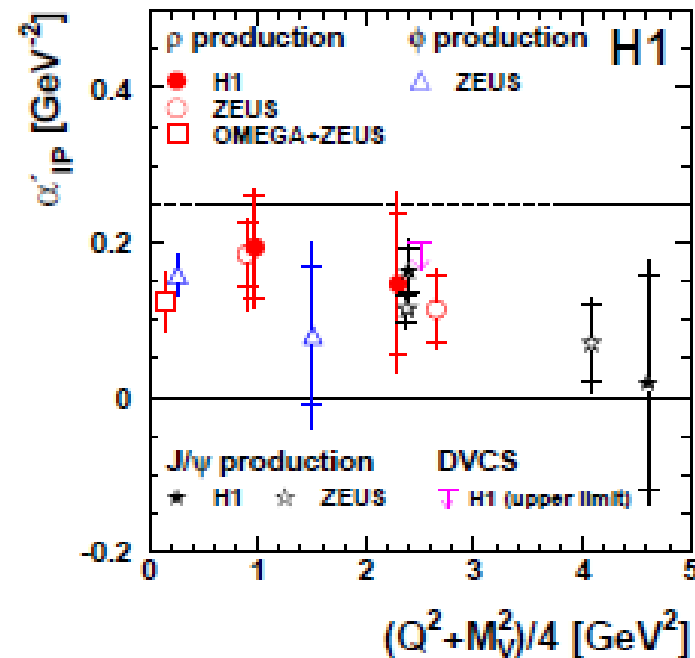 ρ production
ϕ production
H1
H1
ZEUS
ZEUS
OMEGA+ZEUS
α′IP [GeV⁻²]
0.4
0.2
0
-0.2
J/ψ production
DVCS
H1
ZEUS
H1 (upper limit)
0 1 2 3 4 5
(Q²+M²V)/4 [GeV²]